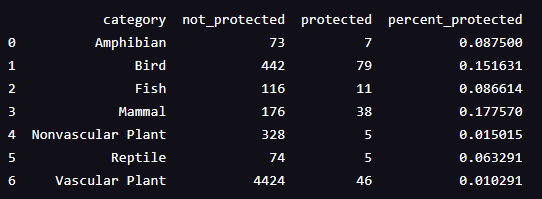 category not_protected protected percent_protected
0 Amphibian 73 7 0.087500
1 Bird 442 79 0.151631
2 Fish 116 11 0.086614
3 Mammal 176 38 0.177570
4 Nonvascular Plant 328 5 0.015015
5 Reptile 74 5 0.063291
6 Vascular Plant 4424 46 0.010291